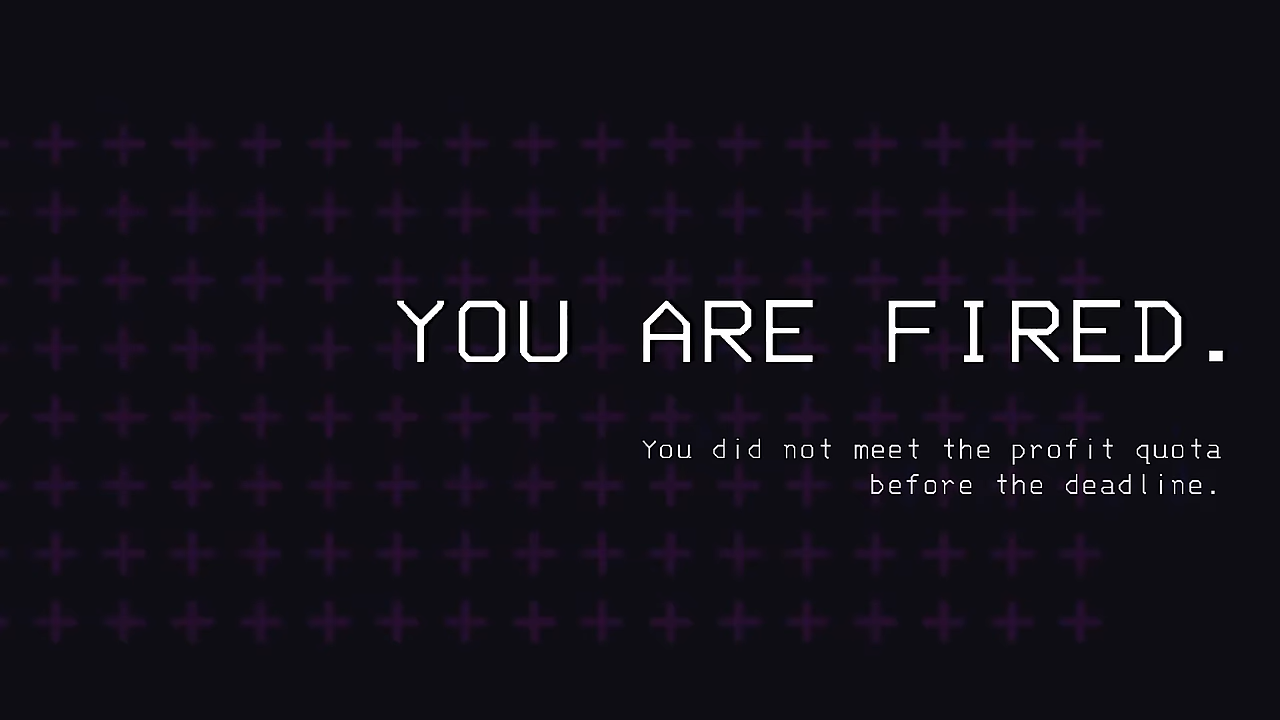 YOU ARE FIRED.
You did not meet the profit quota
before the deadline.